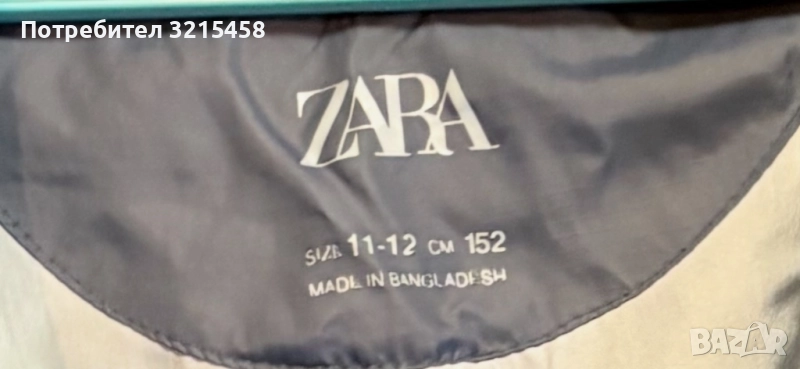 Потребител 3215458
ZARA
SIZE 11-12 CM 152
MADE IN BANGLADESH
BAZAR